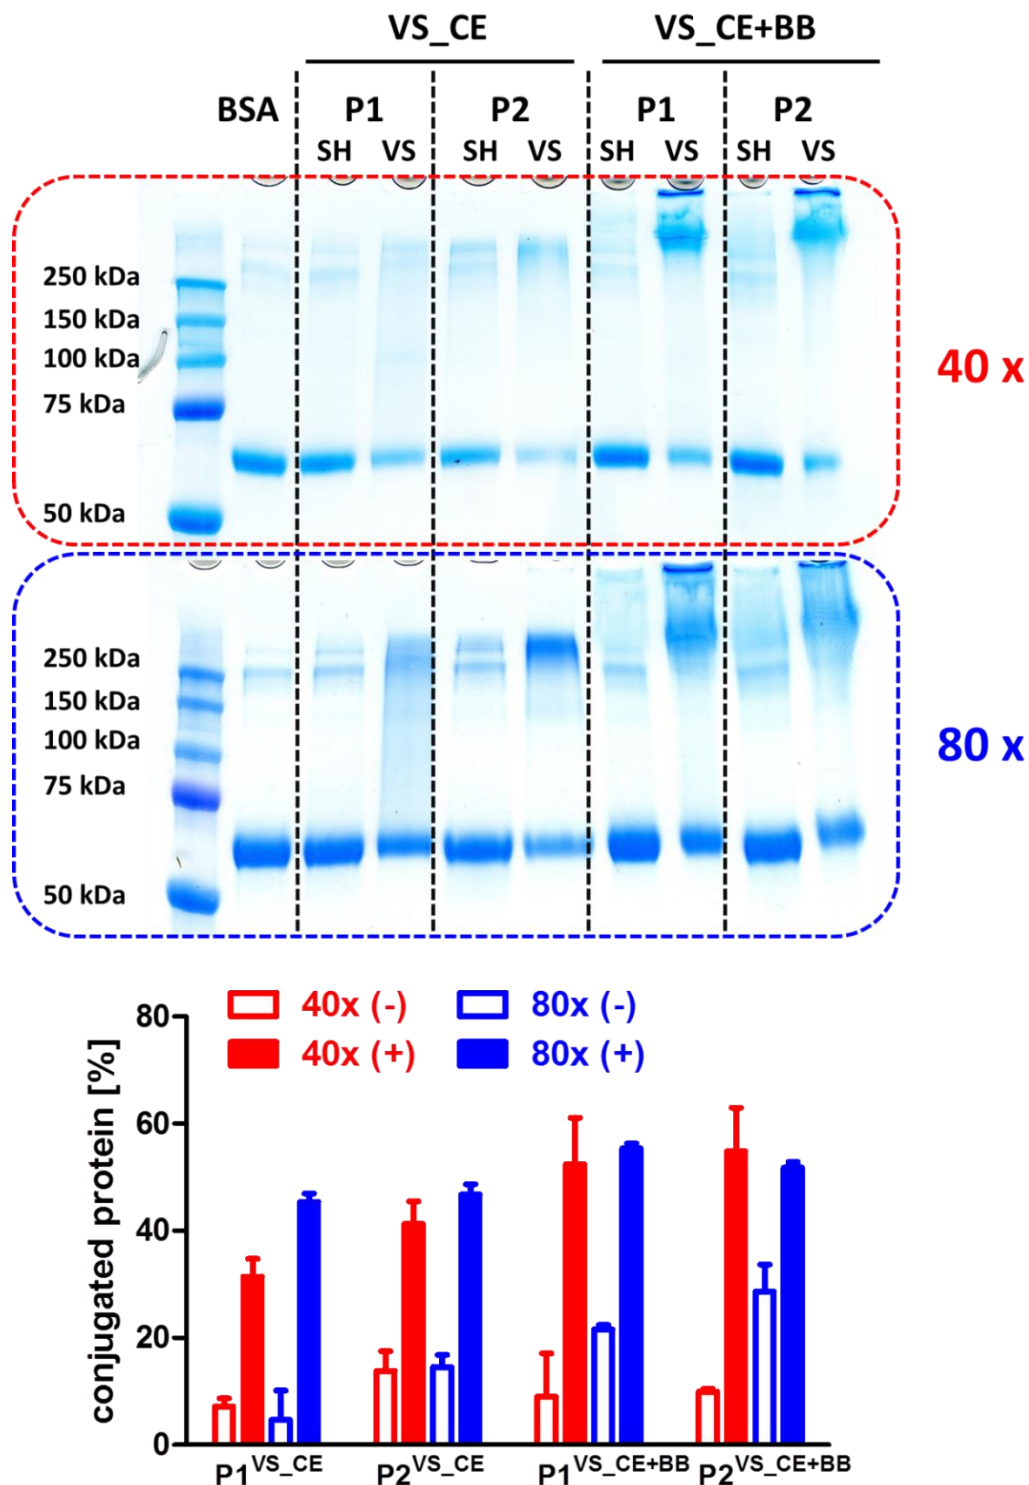 VS_CE VS_CE+BB
BSA P1 P2 P1 P2
SH VS SH VS SH VS SH VS
250 kDa
150 kDa
100 kDa
75 kDa
50 kDa
40 x
250 kDa
150 kDa
100 kDa
75 kDa
50 kDa
80 x
40x (-) 80x (-)
40x (+) 80x (+)
conjugated protein [%]
80
60
40
20
0
P1VS_CE P2VS_CE P1VS_CE+BB P2VS_CE+BB